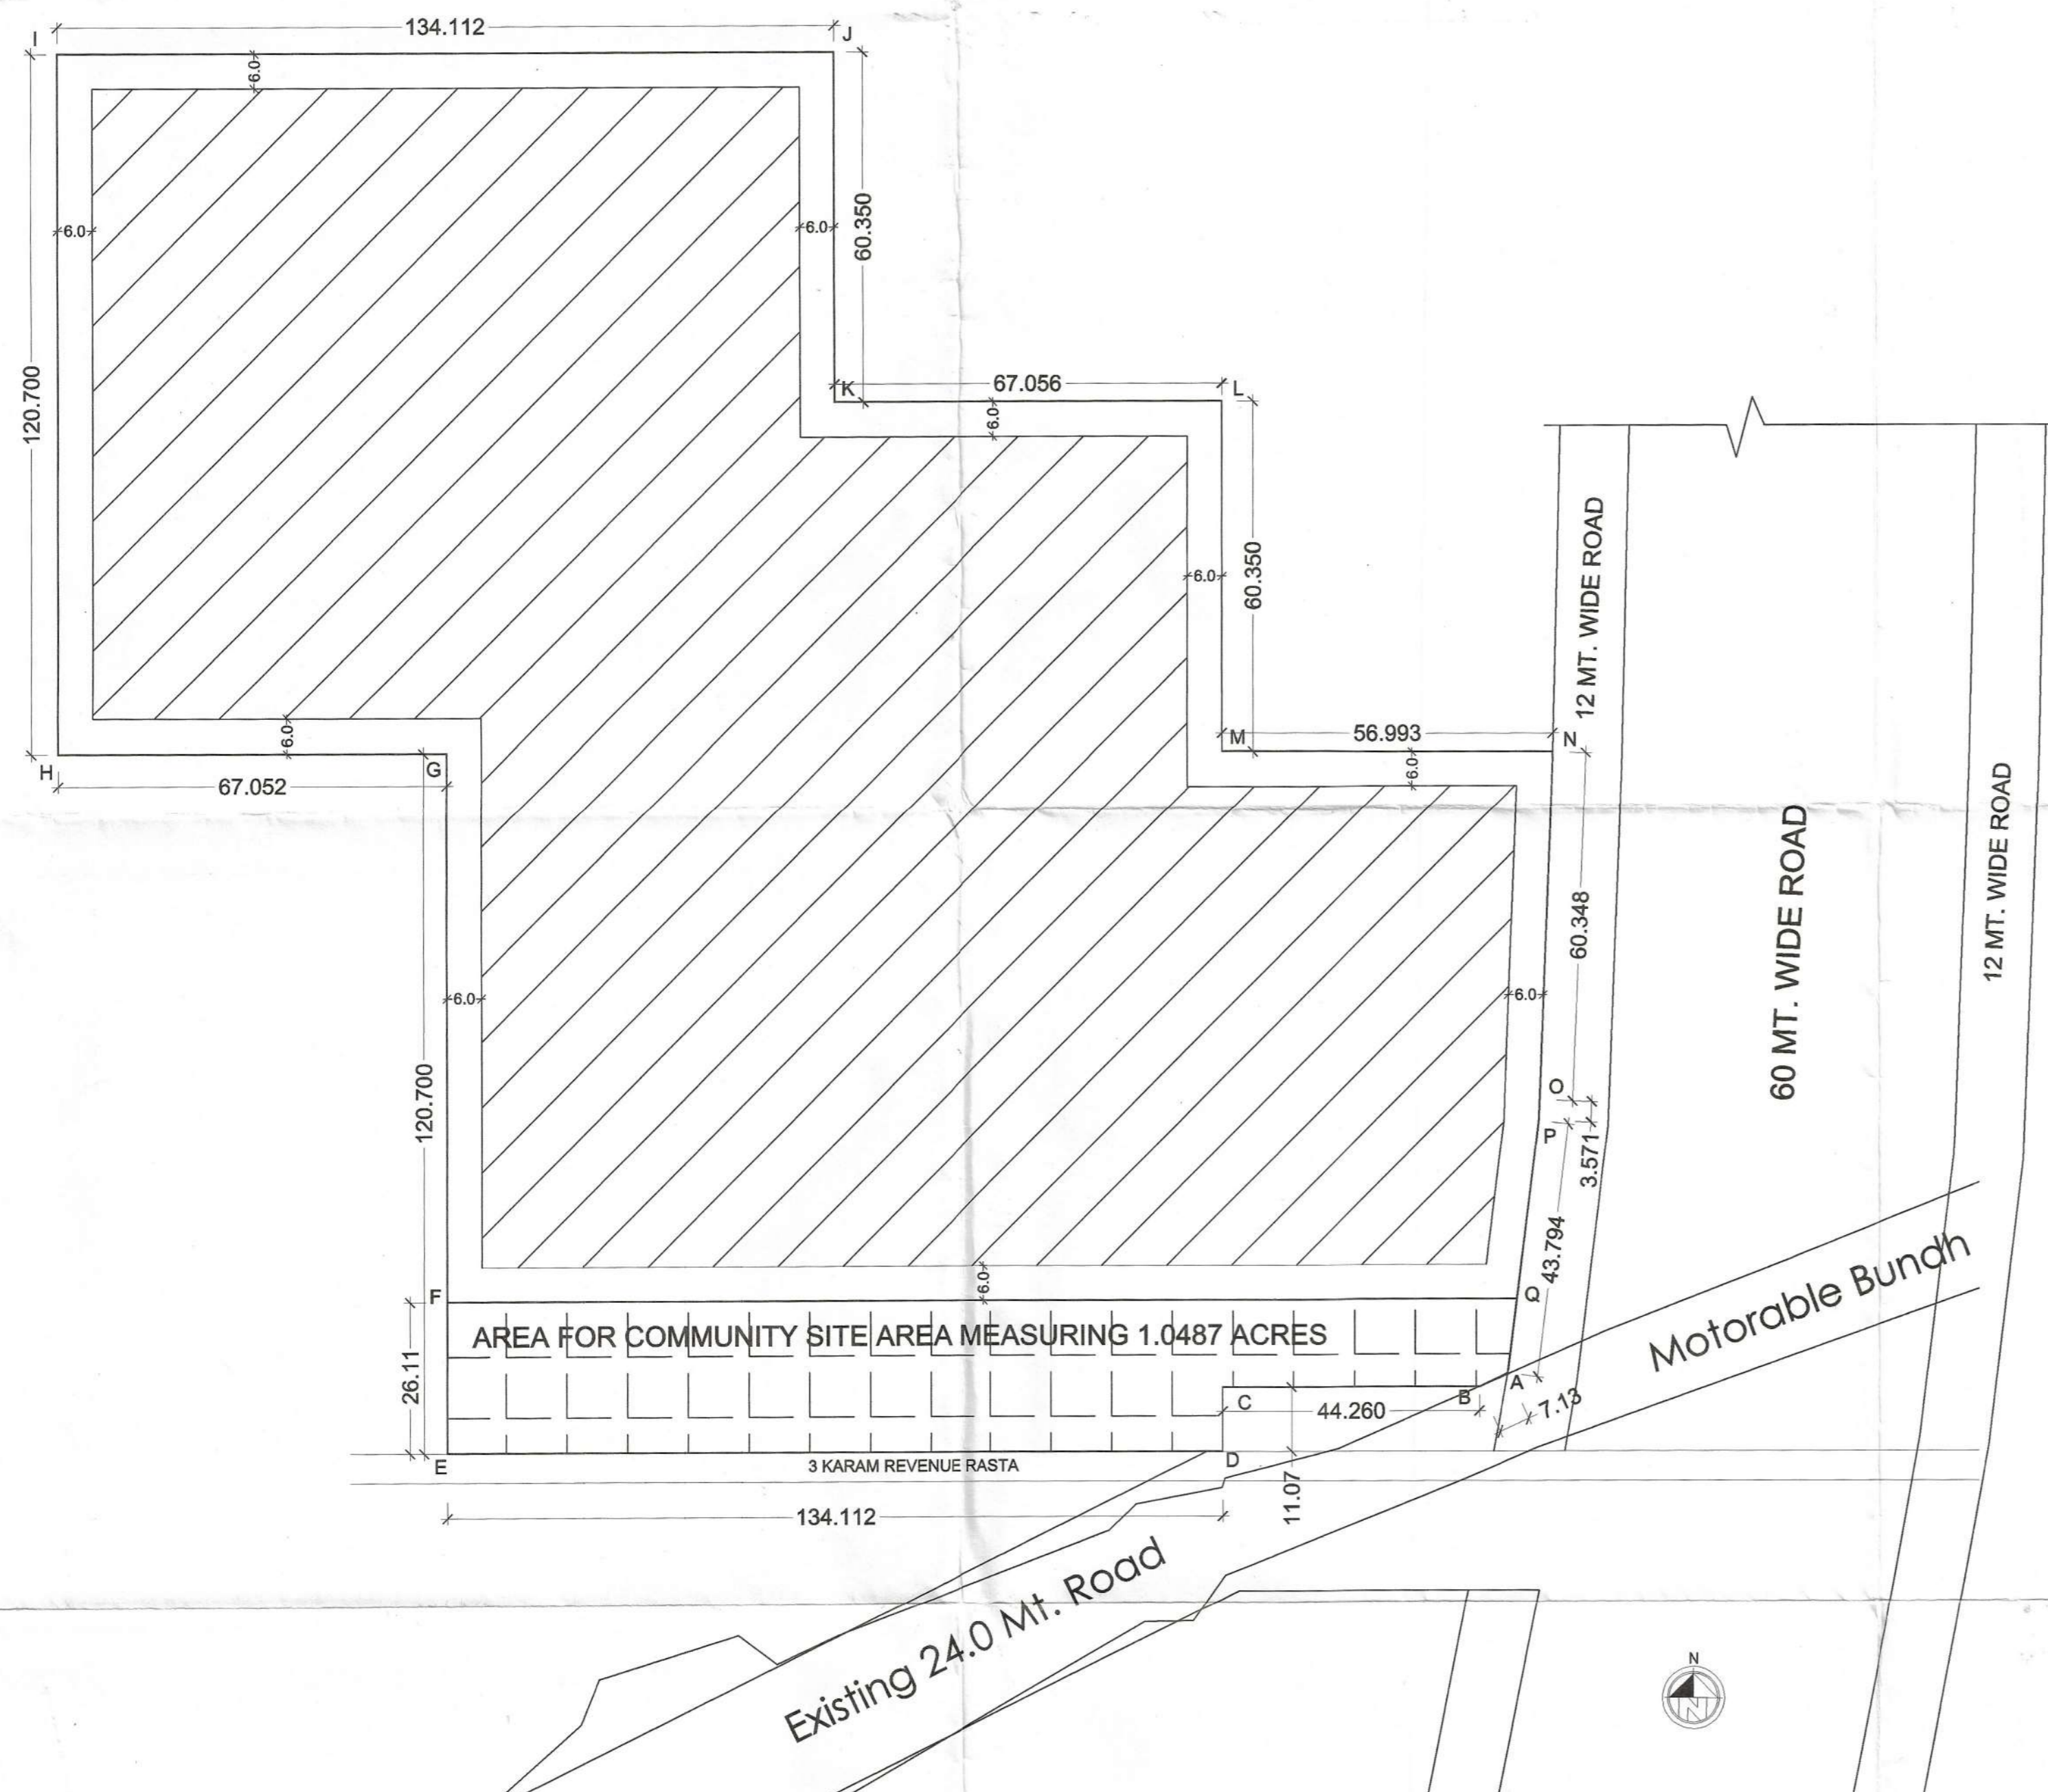 134.112
I
J
6.0
6.0
6.0
60.350
120.700
K
67.056
L
6.0
6.0
60.350
12 MT. WIDE ROAD
M
56.993
N
6.0
H
G
67.052
6.0
60 MT. WIDE ROAD
12 MT. WIDE ROAD
60.348
6.0
6.0
120.700
O
P
3.571
43.794
Q
F
6.0
AREA FOR COMMUNITY SITE AREA MEASURING 1.0487 ACRES
26.11
Motorable Bundh
A
B
C
44.260
7.13
E
3 KARAM REVENUE RASTA
D
11.07
134.112
Existing 24.0 Mt. Road
N